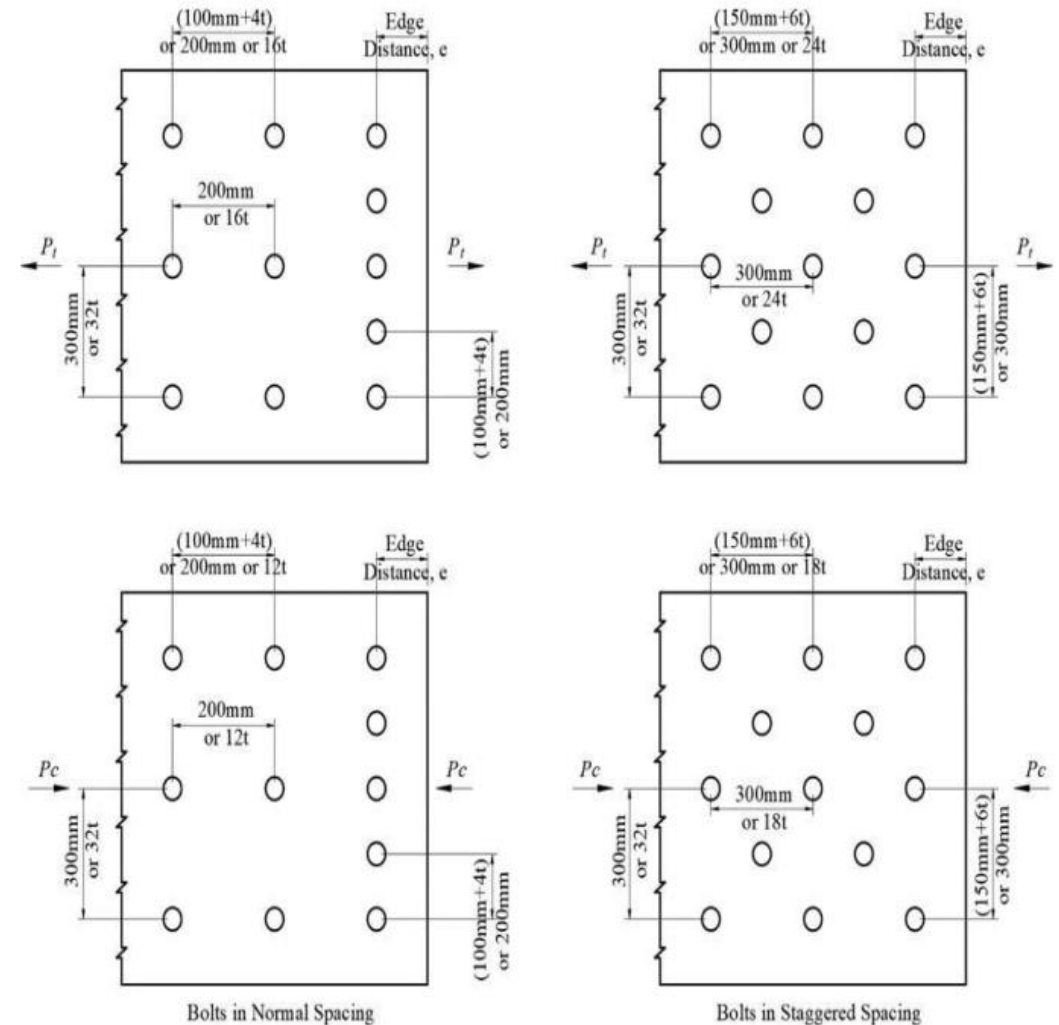 (100mm+4t)
or 200mm or 16t
Edge
Distance, e
200mm
or 16t
Pt
Pt
300mm
or 32t
(100mm+4t)
or 200mm
(150mm+6t)
or 300mm or 24t
Edge
Distance, e
Pt
Pt
300mm
or 24t
300mm
or 32t
(150mm+6t)
or 300mm
(100mm+4t)
or 200mm or 12t
Edge
Distance, e
200mm
or 12t
Pc
Pc
300mm
or 32t
(100mm+4t)
or 200mm
Bolts in Normal Spacing
(150mm+6t)
or 300mm or 18t
Edge
Distance, e
Pc
Pc
300mm
or 18t
300mm
or 32t
(150mm+6t)
or 300mm
Bolts in Staggered Spacing